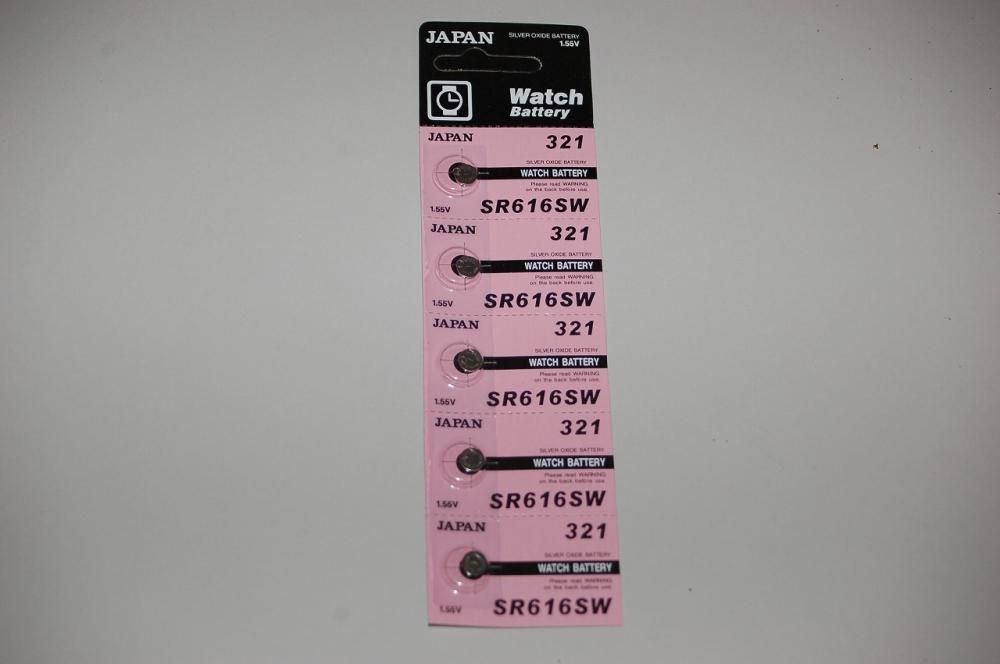 JAPAN SILVER OXIDE BATTERY
1.55V
Watch
Battery
JAPAN 321
SILVER OXIDE BATTERY
WATCH BATTERY
Please read WARNING
on the back before use.
1.55V SR616SW
JAPAN 321
SILVER OXIDE BATTERY
WATCH BATTERY
Please read WARNING
on the back before use.
1.55V SR616SW
JAPAN 321
SILVER OXIDE BATTERY
WATCH BATTERY
Please read WARNING
on the back before use.
1.55V SR616SW
JAPAN 321
SILVER OXIDE BATTERY
WATCH BATTERY
Please read WARNING
on the back before use.
1.55V SR616SW
JAPAN 321
SILVER OXIDE BATTERY
WATCH BATTERY
Please read WARNING
on the back before use.
1.55V SR616SW